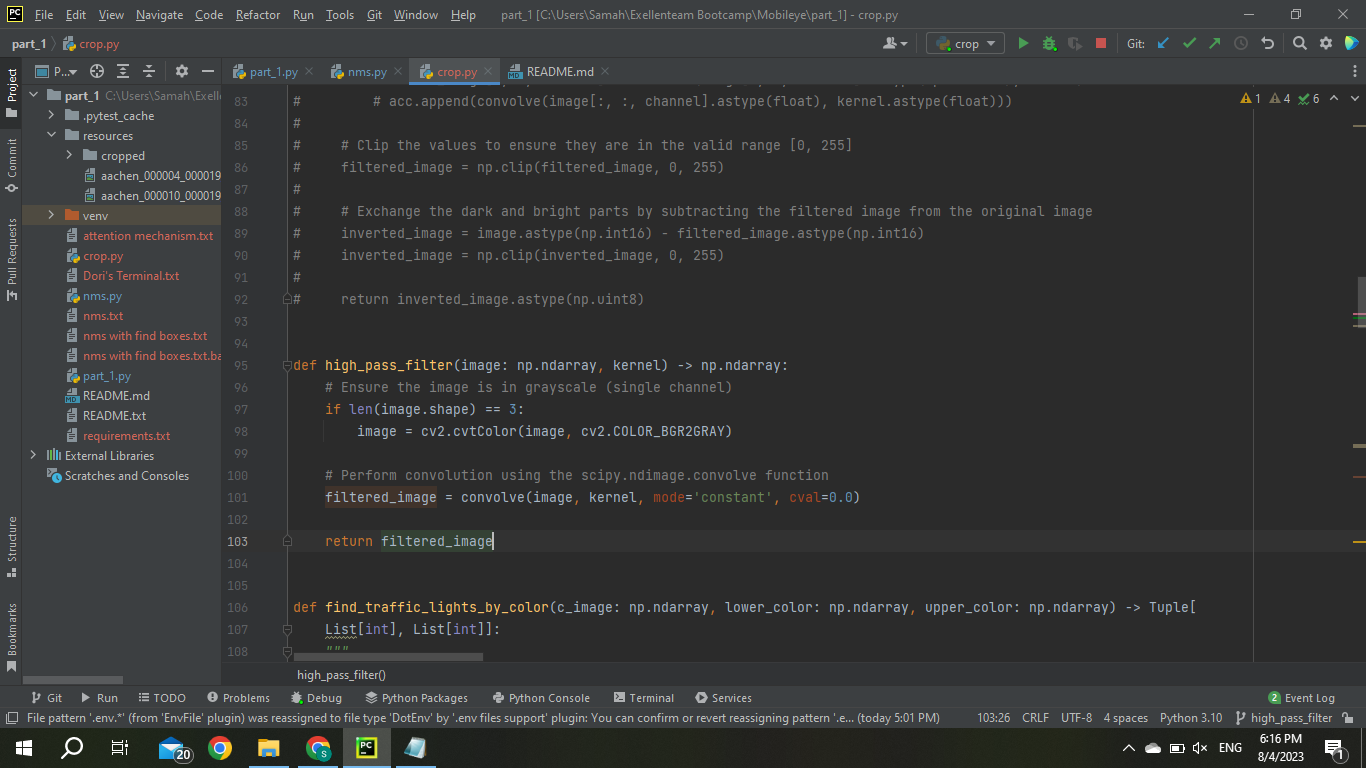 PC File Edit View Navigate Code Refactor Run Tools Git Window Help part_1 [C:\Users\Samah\Exellenteam Bootcamp\Mobileye\part_1] - crop.py
part_1 crop.py crop Git:
Project P... part_1.py nms.py crop.py README.md
part_1 C:\Users\Samah\Exellen
.pytest_cache
resources
cropped
aachen_000004_000019
aachen_000010_000019
venv
attention mechanism.txt
crop.py
Dori's Terminal.txt
nms.py
nms.txt
nms with find boxes.txt
nms with find boxes.txt.ba
part_1.py
README.md
README.txt
requirements.txt
External Libraries
Scratches and Consoles
Commit
Pull Requests
Structure
Bookmarks
1 4 6
83 #         # acc.append(convolve(image[:, :, channel].astype(float), kernel.astype(float)))
84 #
85 #     # Clip the values to ensure they are in the valid range [0, 255]
86 #     filtered_image = np.clip(filtered_image, 0, 255)
87 #
88 #     # Exchange the dark and bright parts by subtracting the filtered image from the original image
89 #     inverted_image = image.astype(np.int16) - filtered_image.astype(np.int16)
90 #     inverted_image = np.clip(inverted_image, 0, 255)
91 #
92 #     return inverted_image.astype(np.uint8)
93
94
95 def high_pass_filter(image: np.ndarray, kernel) -> np.ndarray:
96     # Ensure the image is in grayscale (single channel)
97     if len(image.shape) == 3:
98         image = cv2.cvtColor(image, cv2.COLOR_BGR2GRAY)
99
100     # Perform convolution using the scipy.ndimage.convolve function
101     filtered_image = convolve(image, kernel, mode='constant', cval=0.0)
102
103     return filtered_image
104
105
106 def find_traffic_lights_by_color(c_image: np.ndarray, lower_color: np.ndarray, upper_color: np.ndarray) -> Tuple[
107     List[int], List[int]]:
108     """
high_pass_filter()
Git Run TODO Problems Debug Python Packages Python Console Terminal Services 2 Event Log
File pattern '.env.*' (from 'EnvFile' plugin) was reassigned to file type 'DotEnv' by '.env files support' plugin: You can confirm or revert reassigning pattern '.e... (today 5:01 PM) 103:26 CRLF UTF-8 4 spaces Python 3.10 high_pass_filter
20 S PC ENG 6:16 PM 1
8/4/2023